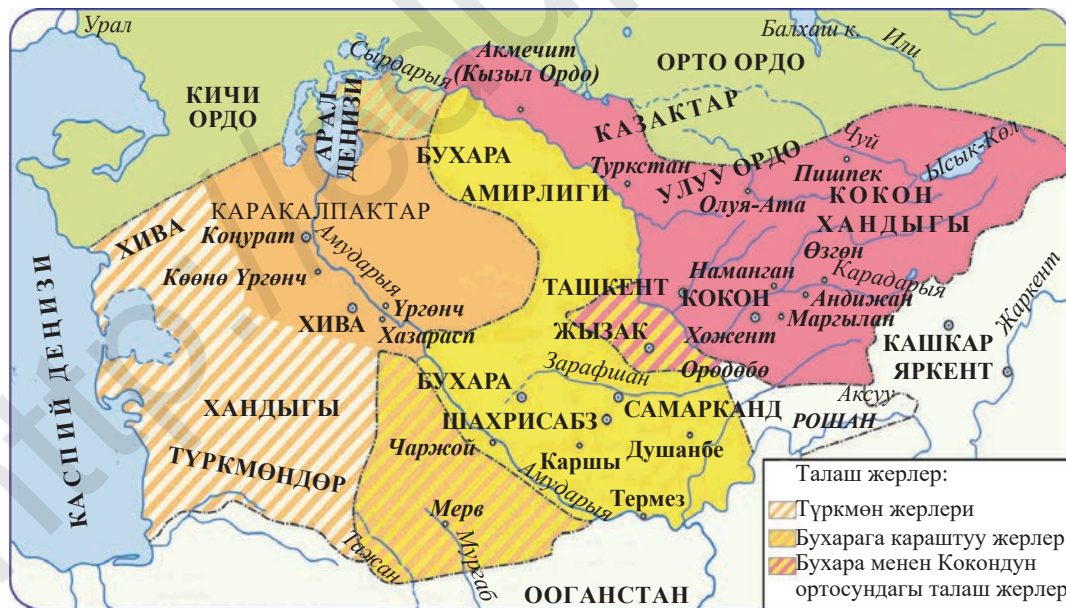 Урал
Балхаш к.
Или
Сырдарыя
Акмечит
(Кызыл Ордо)
ОРТО ОРДО
КИЧИ
ОРДО
АРАЛ
ДЕҢИЗИ
КАЗАКТАР
БУХАРА
АМИРЛИГИ
Туркстан
УЛУУ ОРДО
Чуй
Пишпек
Ысык-Көл
Олуя-Ата
КОКОН
ХАНДЫГЫ
ХИВА
КАРАКАЛПАКТАР
Коңурат
Амударыя
Көөнө Үргөнч
Өзгөн
Карадарыя
Наманган
ТАШКЕНТ
КОКОН
Андижан
Маргылан
Үргөнч
ХИВА
Хазарасп
ЖЫЗАК
Хожент
Жаркент
КАШКАР
ЯРКЕНТ
КАСПИЙ ДЕҢИЗИ
БУХАРА
Зарафшан
Ородөбө
Аксуу
РОШАН
ХАНДЫГЫ
ШАХРИСАБЗ
САМАРКАНД
ТҮРКМӨНДӨР
Чаржой
Каршы
Душанбе
Амударыя
Термез
Мерв
Тажан
Мургаб
ООГАНСТАН
Талаш жерлер:
Түркмөн жерлери
Бухарага караштуу жерлер
Бухара менен Кокондун
ортосундагы талаш жерлер